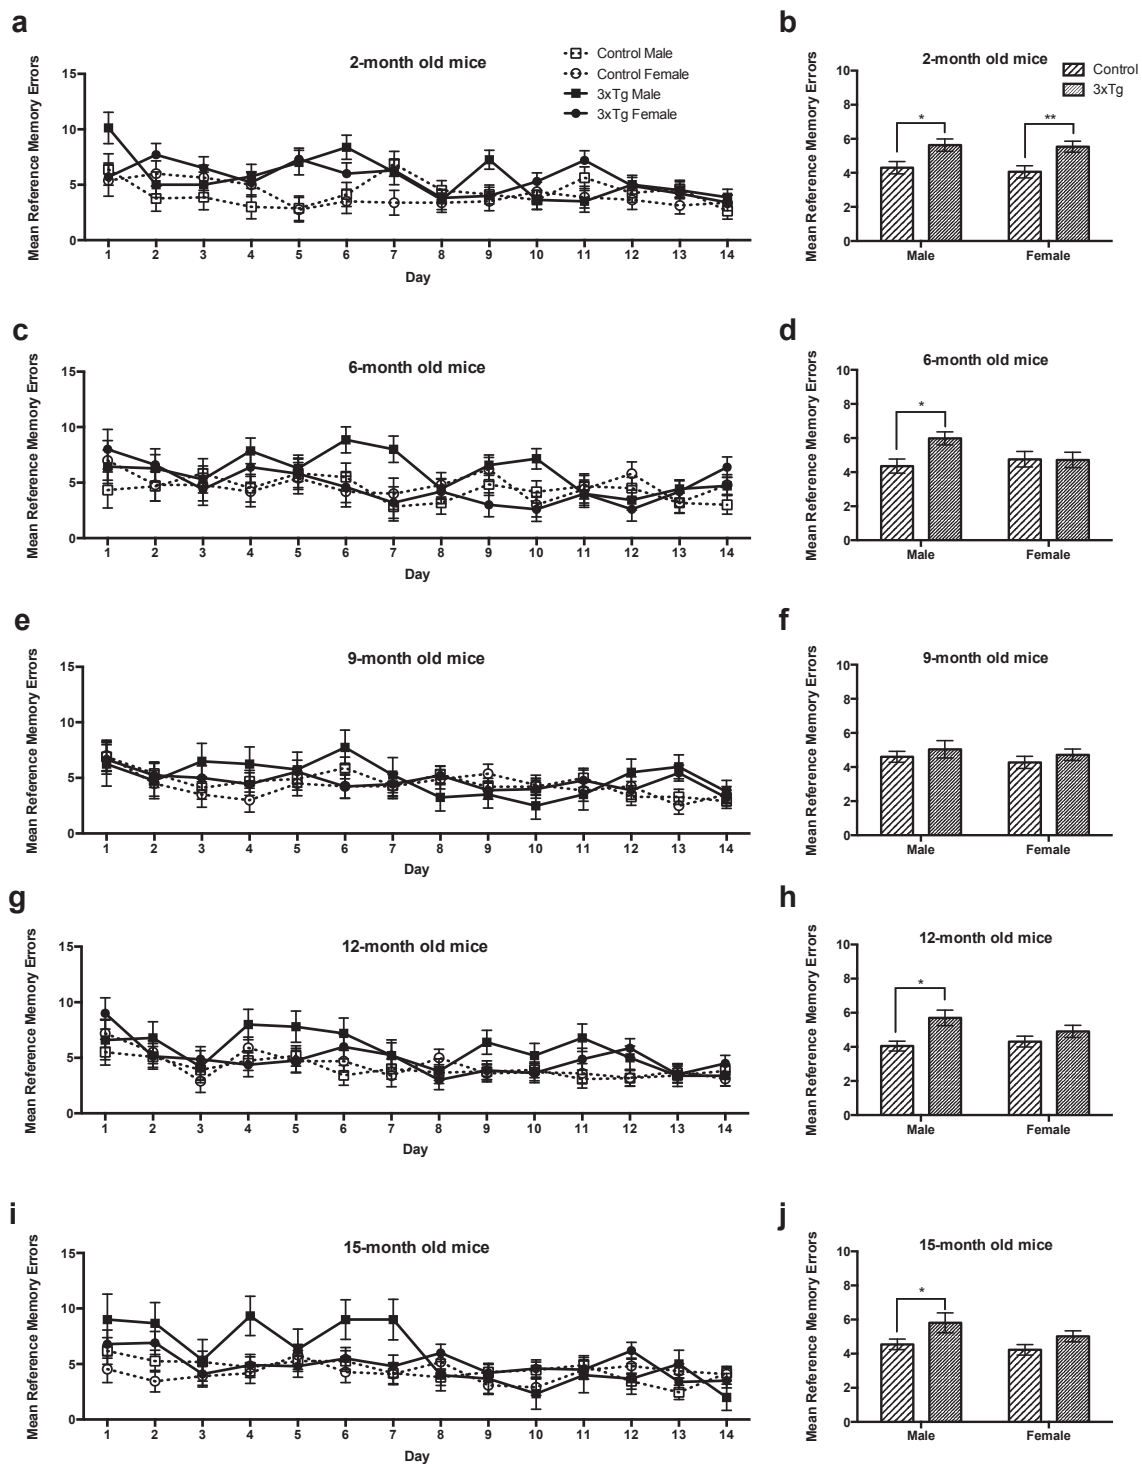 a
2-month old mice
Control Male
Control Female
3xTg Male
3xTg Female
Mean Reference Memory Errors
15
10
5
0
1 2 3 4 5 6 7 8 9 10 11 12 13 14
Day
b
2-month old mice
Control
3xTg
Mean Reference Memory Errors
10
8
6
4
2
0
* **
Male Female
c
6-month old mice
Mean Reference Memory Errors
15
10
5
0
1 2 3 4 5 6 7 8 9 10 11 12 13 14
Day
d
6-month old mice
Mean Reference Memory Errors
10
8
6
4
2
0
*
Male Female
e
9-month old mice
Mean Reference Memory Errors
15
10
5
0
1 2 3 4 5 6 7 8 9 10 11 12 13 14
Day
f
9-month old mice
Mean Reference Memory Errors
10
8
6
4
2
0
Male Female
g
12-month old mice
Mean Reference Memory Errors
15
10
5
0
1 2 3 4 5 6 7 8 9 10 11 12 13 14
Day
h
12-month old mice
Mean Reference Memory Errors
10
8
6
4
2
0
*
Male Female
i
15-month old mice
Mean Reference Memory Errors
15
10
5
0
1 2 3 4 5 6 7 8 9 10 11 12 13 14
Day
j
15-month old mice
Mean Reference Memory Errors
10
8
6
4
2
0
*
Male Female